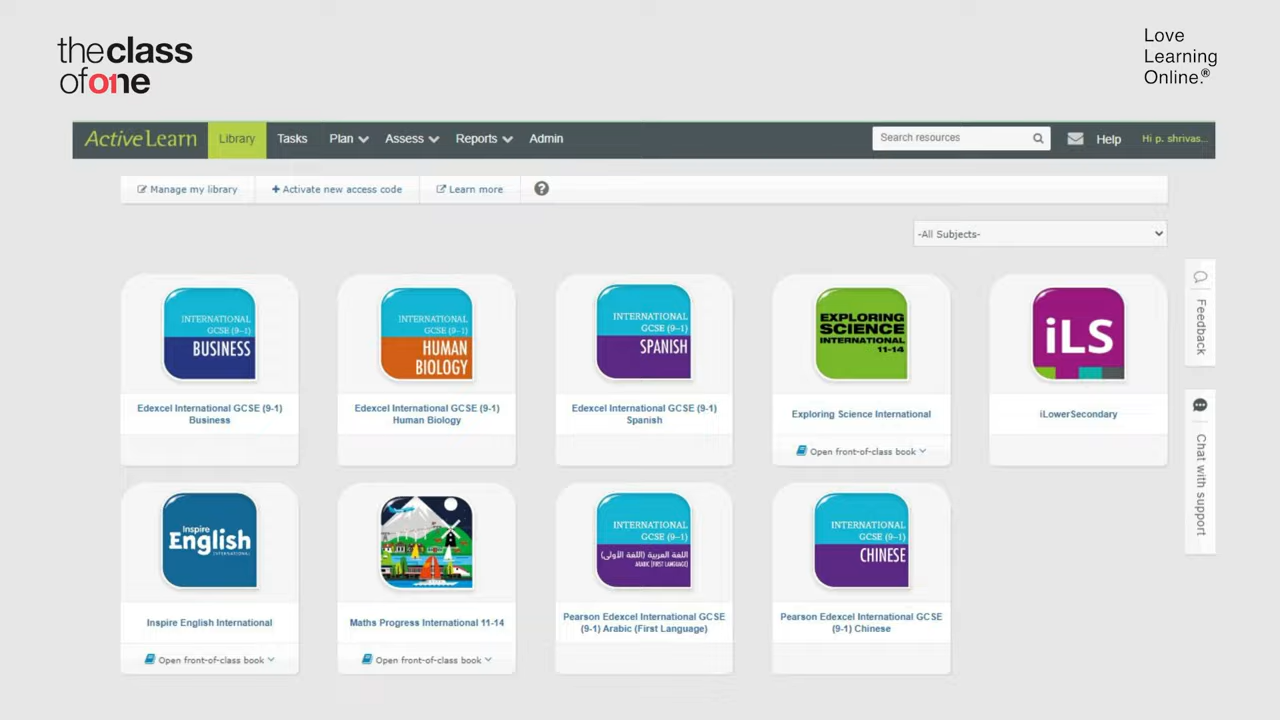 theclass
ofone
Love
Learning
Online.®
ActiveLearn
Library
Tasks
Plan
Assess
Reports
Admin
Search resources
Help
Hi p. shrivas...
Manage my library
Activate new access code
Learn more
?
-All Subjects-
INTERNATIONAL
GCSE (9–1)
BUSINESS
Edexcel International GCSE (9-1)
Business
INTERNATIONAL
GCSE (9–1)
HUMAN
BIOLOGY
Edexcel International GCSE (9-1)
Human Biology
INTERNATIONAL
GCSE (9–1)
SPANISH
Edexcel International GCSE (9-1)
Spanish
EXPLORING
SCIENCE
INTERNATIONAL
11-14
Exploring Science International
Open front-of-class book
iLS
iLowerSecondary
Feedback
Chat with support
Inspire
English
INTERNATIONAL
Inspire English International
Open front-of-class book
Maths Progress International 11-14
Open front-of-class book
INTERNATIONAL
GCSE (9–1)
اللغة العربية (اللغة الأولى)
ARABIC (FIRST LANGUAGE)
Pearson Edexcel International GCSE
(9-1) Arabic (First Language)
INTERNATIONAL
GCSE (9–1)
CHINESE
Pearson Edexcel International GCSE
(9-1) Chinese